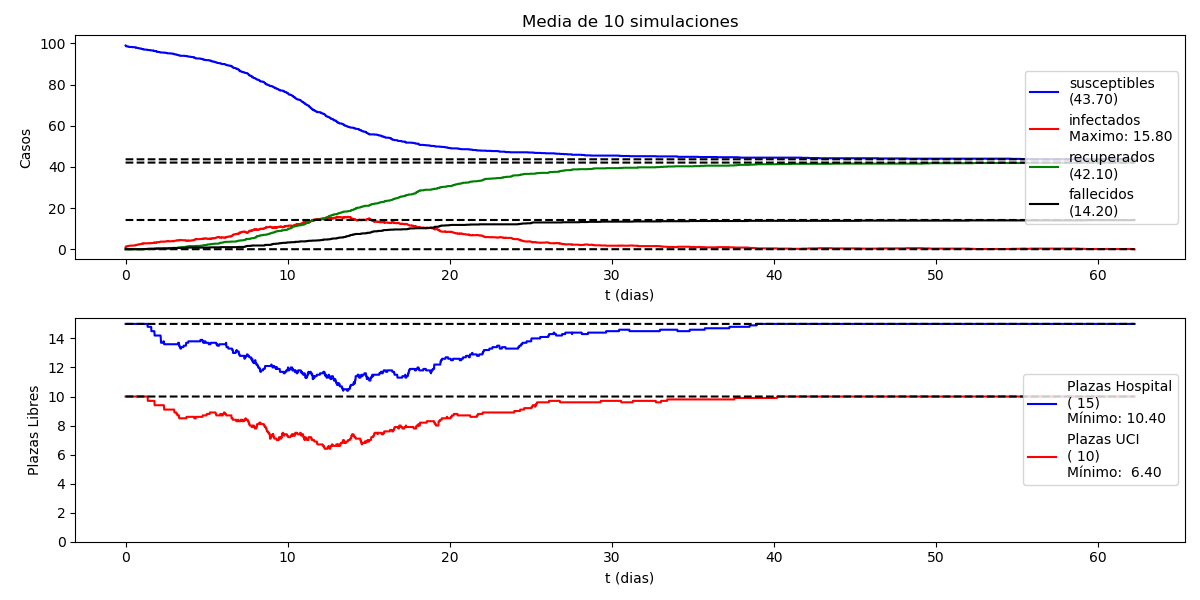 Media de 10 simulaciones
100
80
60
40
20
0
Casos
susceptibles
(43.70)
infectados
Maximo: 15.80
recuperados
(42.10)
fallecidos
(14.20)
0 10 20 30 40 50 60
t (dias)
14
12
10
8
6
4
2
0
Plazas Libres
Plazas Hospital
( 15)
Mínimo: 10.40
Plazas UCI
( 10)
Mínimo:  6.40
0 10 20 30 40 50 60
t (dias)